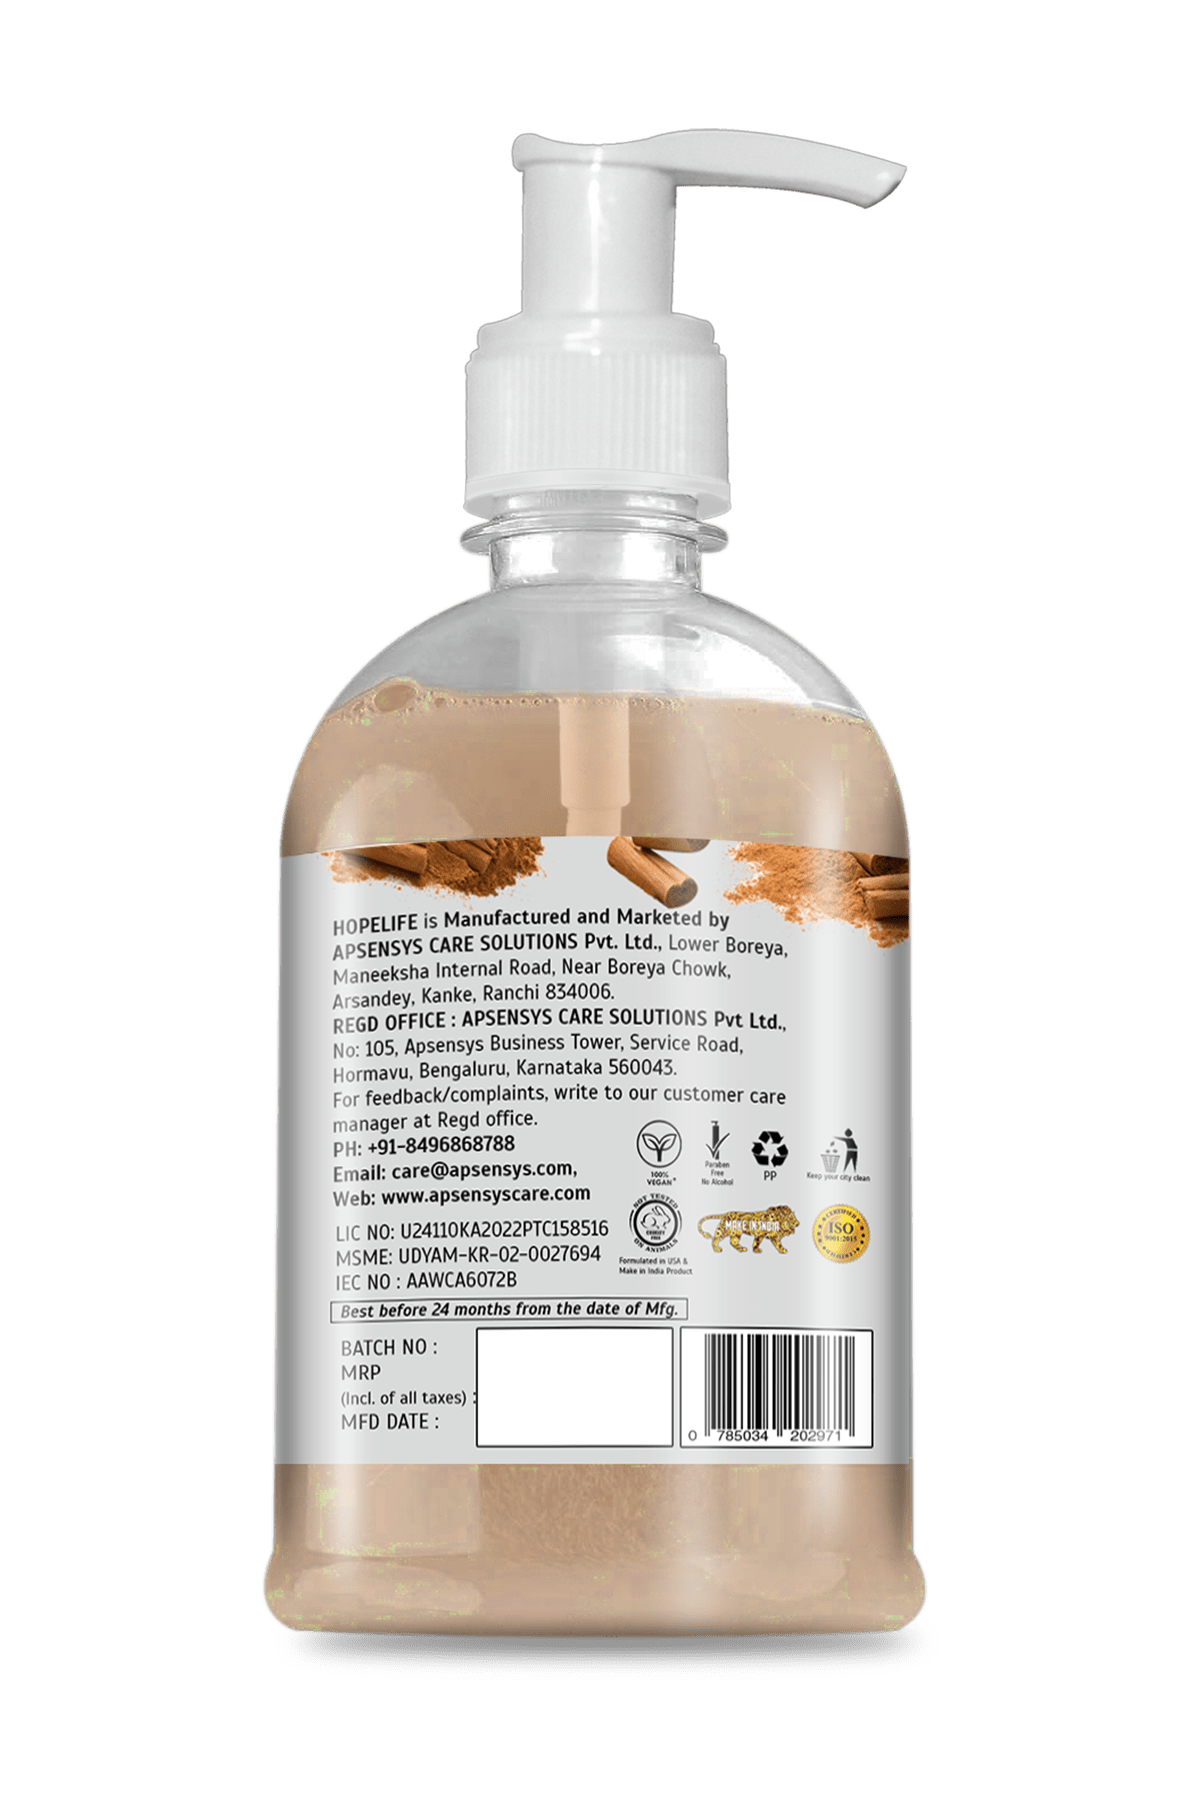 HOPELIFE is Manufactured and Marketed by
APSENSYS CARE SOLUTIONS Pvt. Ltd., Lower Boreya,
Maneeksha Internal Road, Near Boreya Chowk,
Arsandey, Kanke, Ranchi 834006.
REGD OFFICE : APSENSYS CARE SOLUTIONS Pvt Ltd.,
No: 105, Apsensys Business Tower, Service Road,
Hormavu, Bengaluru, Karnataka 560043.
For feedback/complaints, write to our customer care
manager at Regd office.
PH: +91-8496868788
Email: care@apsensys.com,
Web: www.apsensyscare.com
100%
VEGAN
Paraben
Free
No Alcohol
PP
Keep your city clean
LIC NO: U24110KA2022PTC158516
MSME: UDYAM-KR-02-0027694
IEC NO : AAWCA6072B
NOT TESTED
CRUELTY
FREE
ON ANIMALS
Formulated in USA &
Make in India Product
MAKE IN INDIA
CERTIFIED
ISO
9001:2015
CERTIFIED
Best before 24 months from the date of Mfg.
BATCH NO :
MRP
(Incl. of all taxes) :
MFD DATE :
0 785034 202971